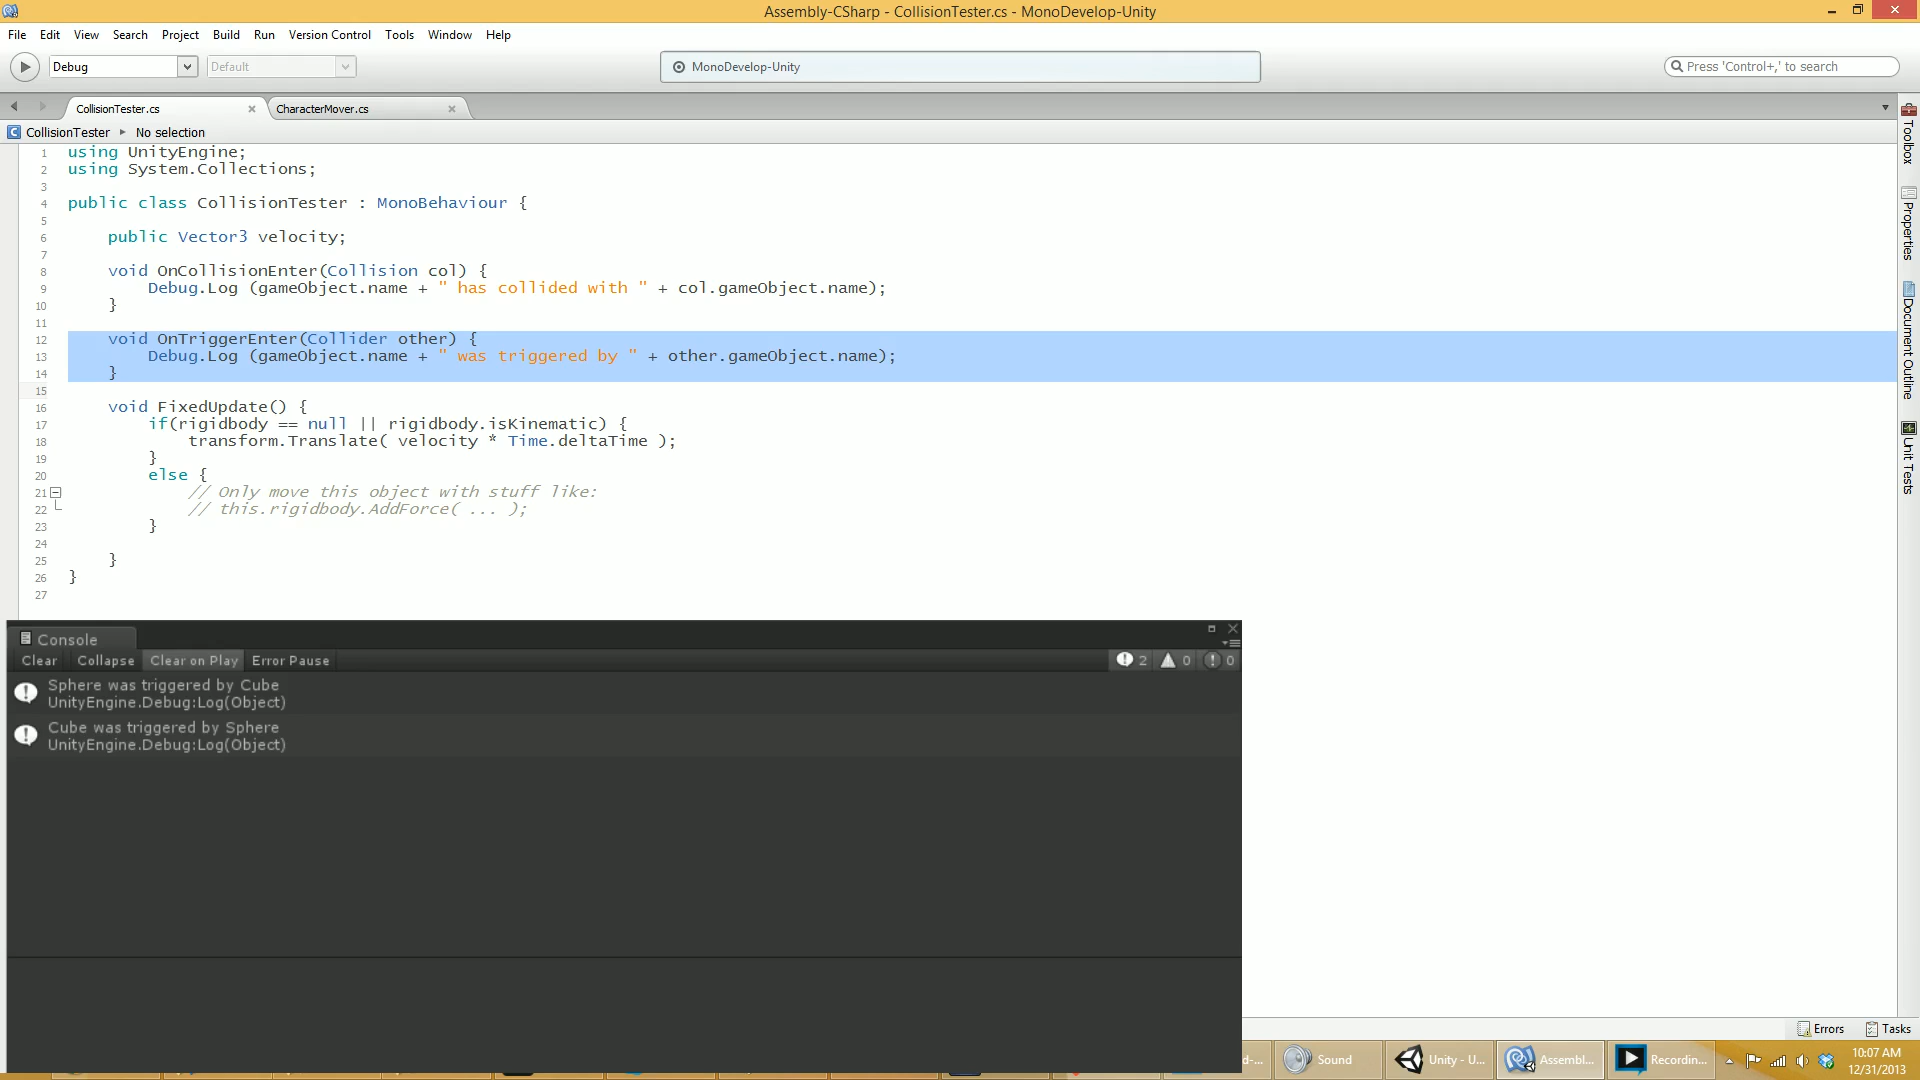 Assembly-CSharp - CollisionTester.cs - MonoDevelop-Unity
File Edit View Search Project Build Run Version Control Tools Window Help
Debug Default MonoDevelop-Unity Press 'Control+,' to search
CollisionTester.cs CharacterMover.cs
CollisionTester No selection
1 using UnityEngine;
2 using System.Collections;
3
4 public class CollisionTester : MonoBehaviour {
5
6 public Vector3 velocity;
7
8 void OnCollisionEnter(Collision col) {
9 Debug.Log (gameObject.name + " has collided with " + col.gameObject.name);
10 }
11
12 void OnTriggerEnter(Collider other) {
13 Debug.Log (gameObject.name + " was triggered by " + other.gameObject.name);
14 }
15
16 void FixedUpdate() {
17 if(rigidbody == null || rigidbody.isKinematic) {
18 transform.Translate( velocity * Time.deltaTime );
19 }
20 else {
21 // Only move this object with stuff like:
22 // this.rigidbody.AddForce( ... );
23 }
24
25 }
26 }
27
Toolbox
Properties
Document Outline
Unit Tests
Console
Clear Collapse Clear on Play Error Pause 2 0 0
Sphere was triggered by Cube
UnityEngine.Debug:Log(Object)
Cube was triggered by Sphere
UnityEngine.Debug:Log(Object)
Errors Tasks
d-... Sound Unity - U... Assembl... Recordin... 10:07 AM
12/31/2013